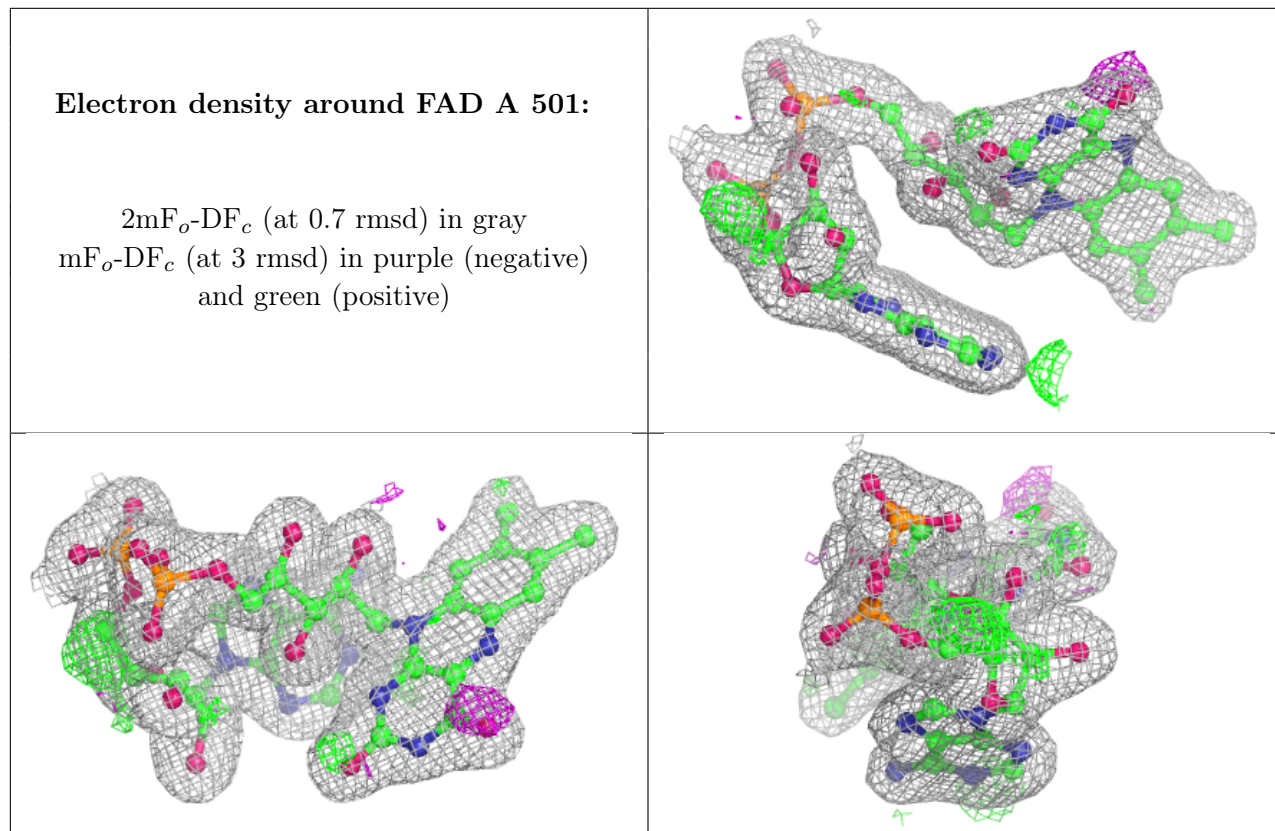 Electron density around FAD A 501:
2mFo-DFc (at 0.7 rmsd) in gray
mFo-DFc (at 3 rmsd) in purple (negative)
and green (positive)